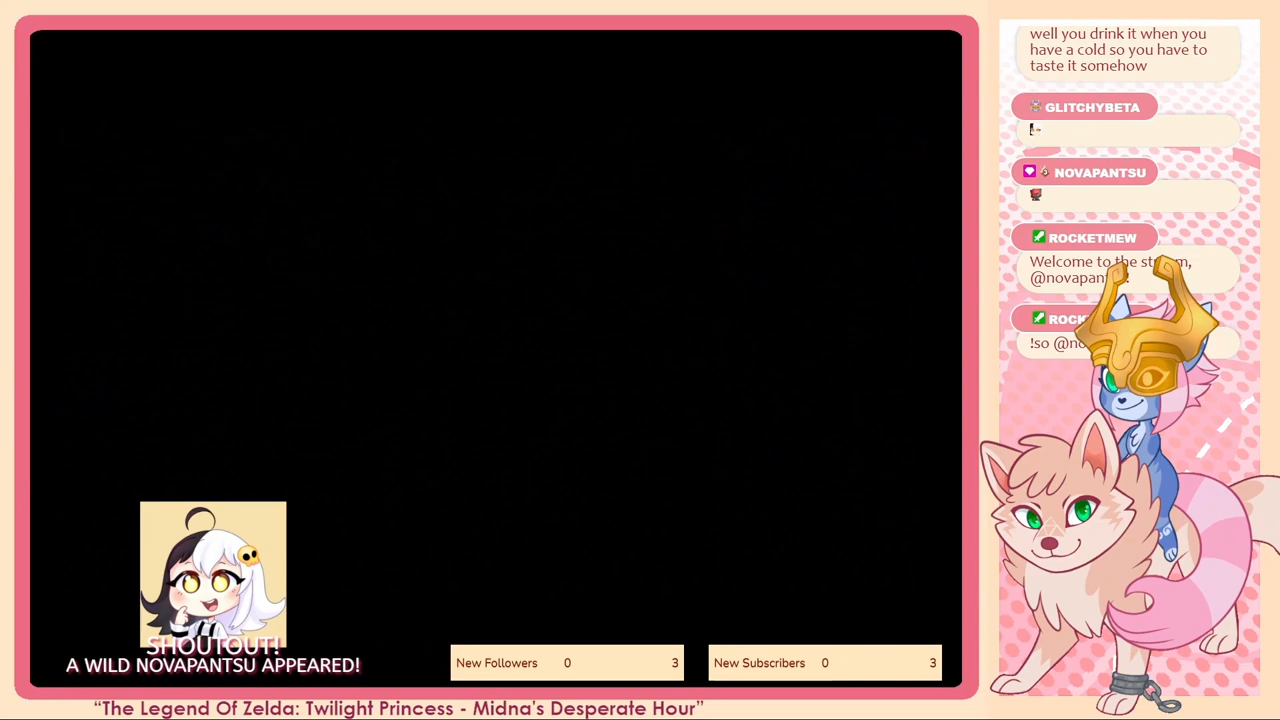 well you drink it when you
have a cold so you have to
taste it somehow
GLITCHYBETA
NOVAPANTSU
ROCKETMEW
Welcome to the stream,
!so
SHOUTOUT!
A WILD NOVAPANTSU APPEARED!
New Followers 0 3
New Subscribers 0 3
“The Legend Of Zelda: Twilight Princess - Midna's Desperate Hour”